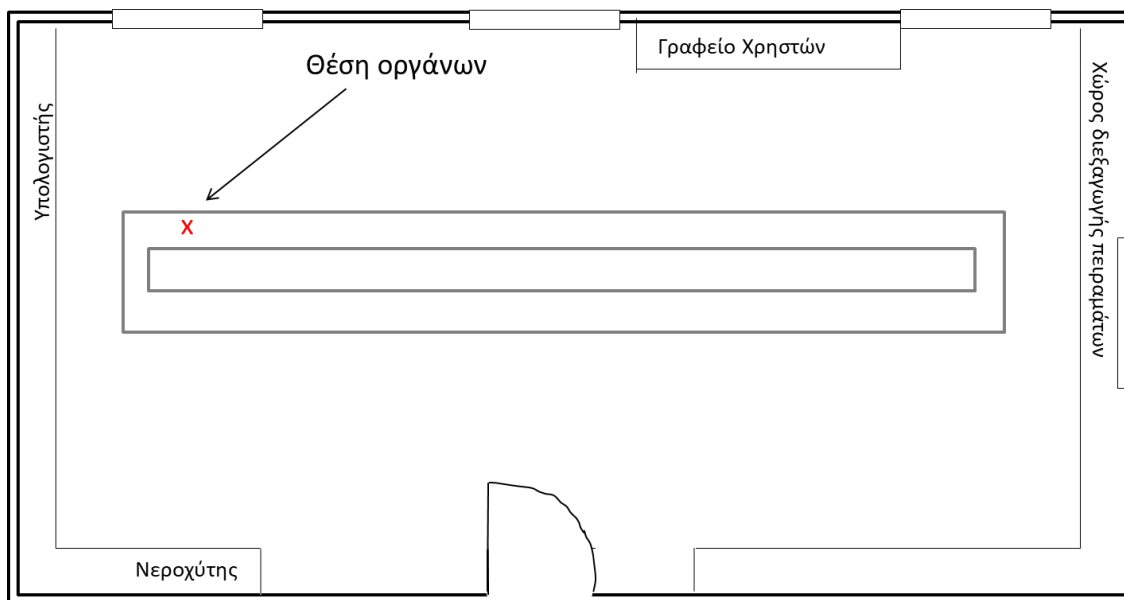 Γραφείο Χρηστών
Θέση οργάνων
Υπολογιστής
Χώρος διεξαγωγής πειραμάτων
X
Νεροχύτης